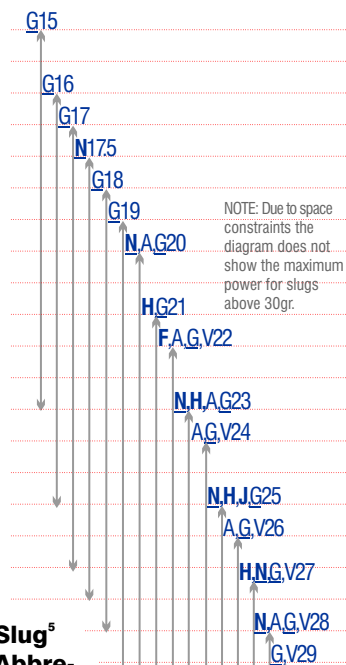 G15
G16
G17
N17.5
G18
G19
N,A,G20
NOTE: Due to space
constraints the
diagram does not
show the maximum
power for slugs
above 30gr.
H,G21
F,A,G,V22
N,H,A,G23
A,G,V24
N,H,J,G25
A,G,V26
H,N,G,V27
N,A,G,V28
Slug⁵
G,V29
Abbre-